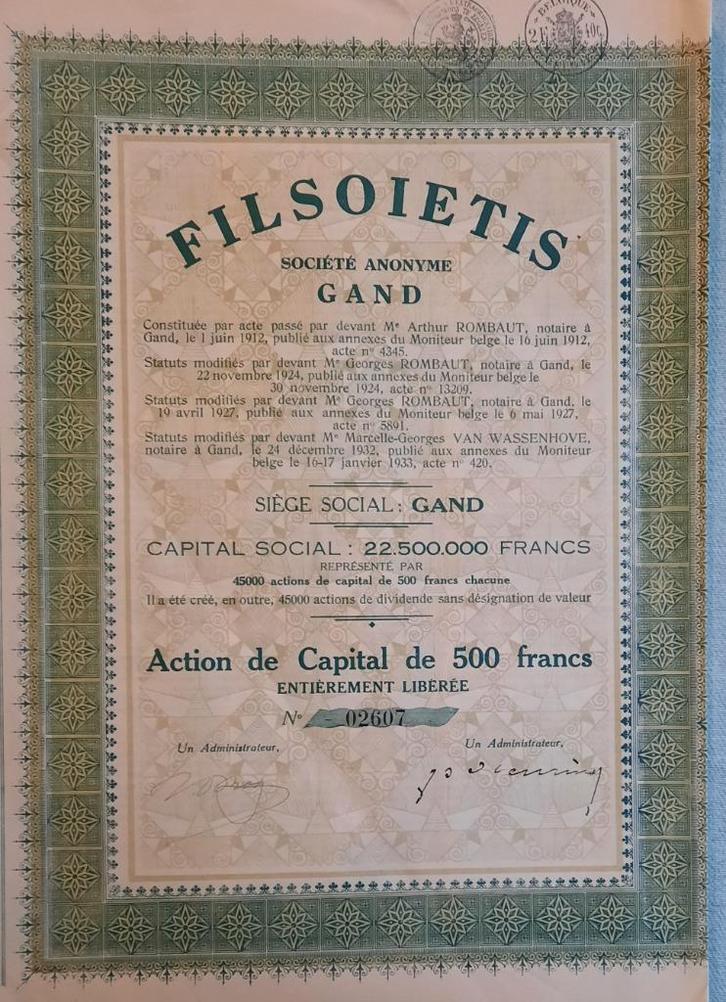 BELGIQUE
2F 40c
FILSOIETIS
SOCIÉTÉ ANONYME
GAND
Constituée par acte passé par devant Me Arthur ROMBAUT, notaire à
Gand, le 1 juin 1912, publié aux annexes du Moniteur belge le 16 juin 1912,
acte no 4345.
Statuts modifiés par devant Me Georges ROMBAUT, notaire à Gand, le
22 novembre 1924, publié aux annexes du Moniteur belge le
30 novembre 1924, acte no 13209.
Statuts modifiés par devant Me Georges ROMBAUT, notaire à Gand, le
19 avril 1927, publié aux annexes du Moniteur belge le 6 mai 1927,
acte no 5891.
Statuts modifiés par devant Me Marcelle-Georges VAN WASSENHOVE,
notaire à Gand, le 24 décembre 1932, publié aux annexes du Moniteur
belge le 16-17 janvier 1933, acte no 420.
SIÈGE SOCIAL : GAND
CAPITAL SOCIAL : 22.500.000 FRANCS
REPRÉSENTÉ PAR
45000 actions de capital de 500 francs chacune
Il a été créé, en outre, 45000 actions de dividende sans désignation de valeur
Action de Capital de 500 francs
ENTIÈREMENT LIBÉRÉE
No - 02607
Un Administrateur, Un Administrateur,